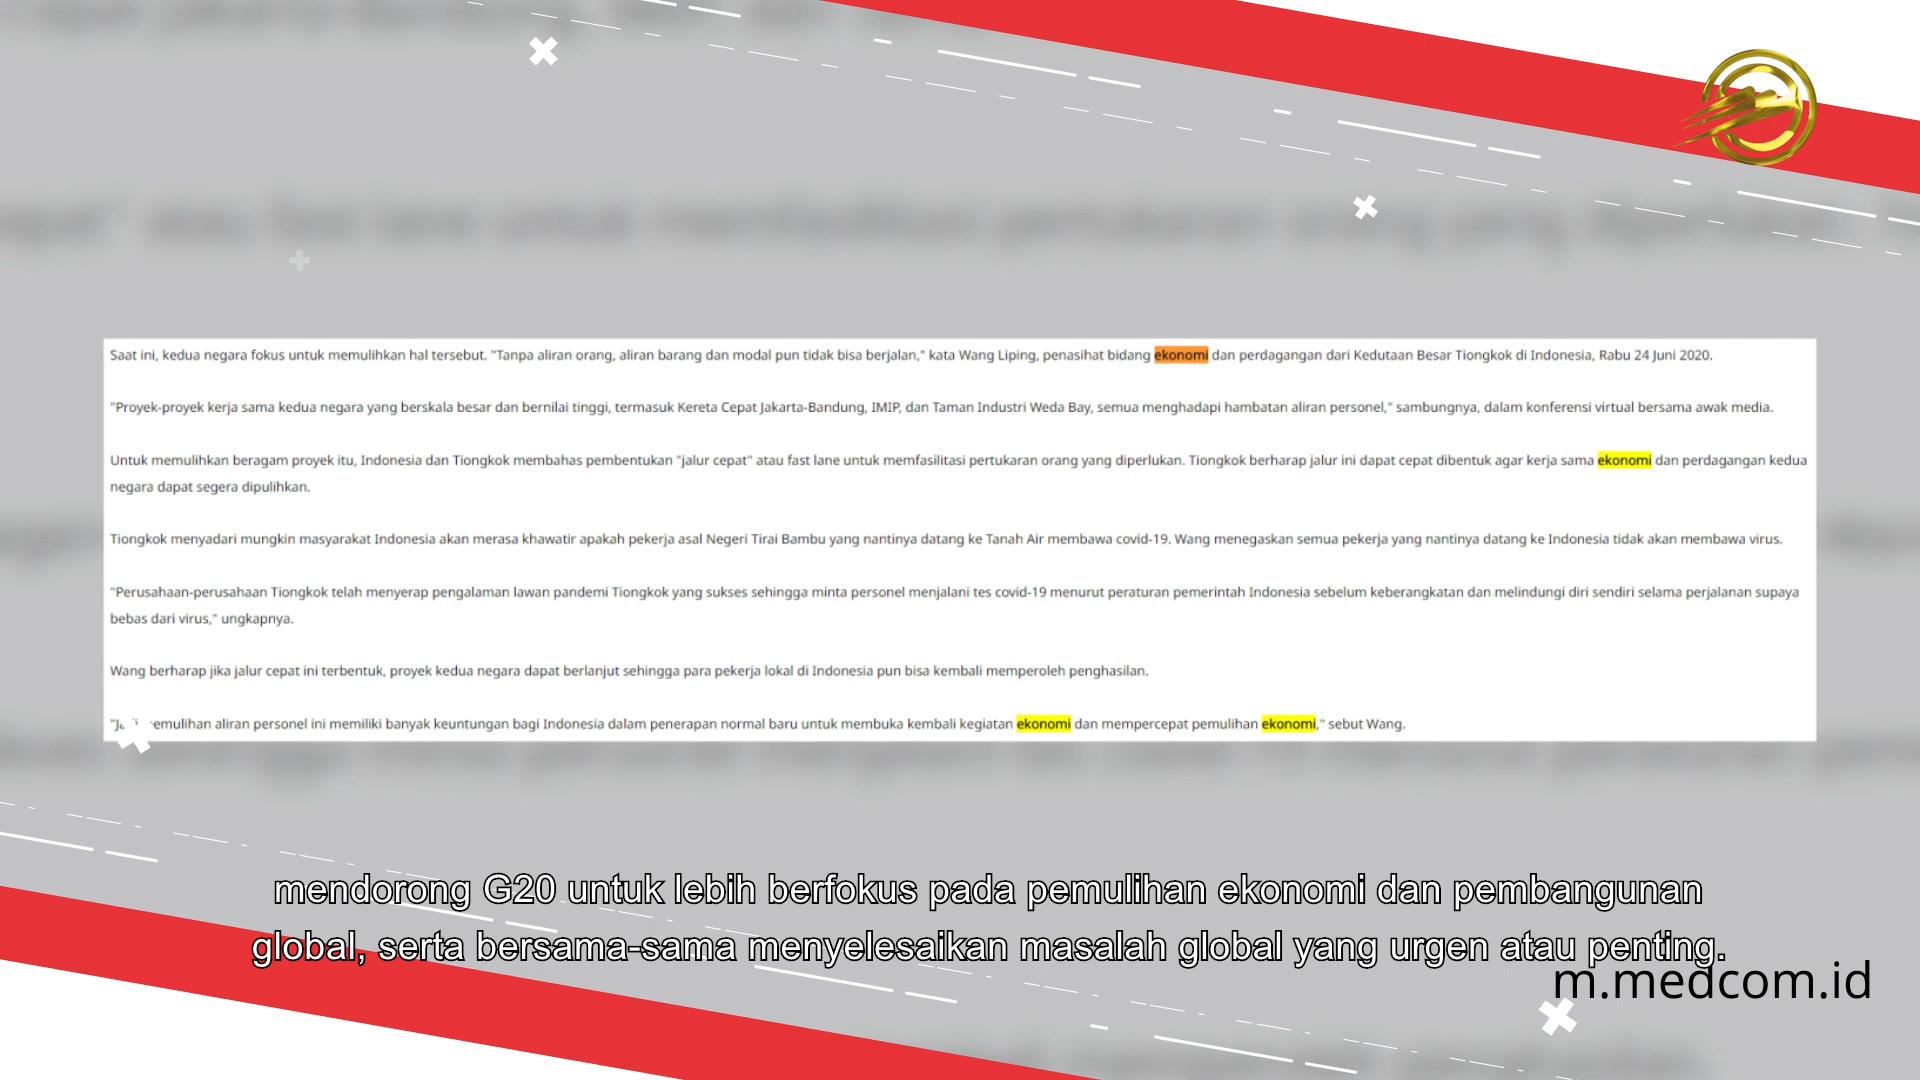 Saat ini, kedua negara fokus untuk memulihkan hal tersebut. "Tanpa aliran orang, aliran barang dan modal pun tidak bisa berjalan," kata Wang Liping, penasihat bidang ekonomi dan perdagangan dari Kedutaan Besar Tiongkok di Indonesia, Rabu 24 Juni 2020.
"Proyek-proyek kerja sama kedua negara yang berskala besar dan bernilai tinggi, termasuk Kereta Cepat Jakarta-Bandung, IMIP, dan Taman Industri Weda Bay, semua menghadapi hambatan aliran personel," sambungnya, dalam konferensi virtual bersama awak media.
Untuk memulihkan beragam proyek itu, Indonesia dan Tiongkok membahas pembentukan "jalur cepat" atau fast lane untuk memfasilitasi pertukaran orang yang diperlukan. Tiongkok berharap jalur ini dapat cepat dibentuk agar kerja sama ekonomi dan perdagangan kedua
negara dapat segera dipulihkan.
Tiongkok menyadari mungkin masyarakat Indonesia akan merasa khawatir apakah pekerja asal Negeri Tirai Bambu yang nantinya datang ke Tanah Air membawa covid-19. Wang menegaskan semua pekerja yang nantinya datang ke Indonesia tidak akan membawa virus.
"Perusahaan-perusahaan Tiongkok telah menyerap pengalaman lawan pandemi Tiongkok yang sukses sehingga minta personel menjalani tes covid-19 menurut peraturan pemerintah Indonesia sebelum keberangkatan dan melindungi diri sendiri selama perjalanan supaya
bebas dari virus," ungkapnya.
Wang berharap jika jalur cepat ini terbentuk, proyek kedua negara dapat berlanjut sehingga para pekerja lokal di Indonesia pun bisa kembali memperoleh penghasilan.
aliran personel ini memiliki banyak keuntungan bagi Indonesia dalam penerapan normal baru untuk membuka kembali kegiatan ekonomi dan mempercepat pemulihan ekonomi," sebut Wang.
mendorong G20 untuk lebih berfokus pada pemulihan ekonomi dan pembangunan
global, serta bersama-sama menyelesaikan masalah global yang urgen atau penting.
m.medcom.id